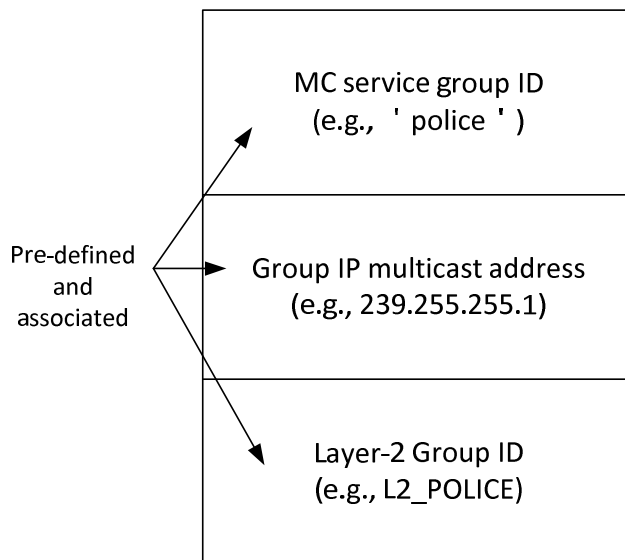 MC service group ID
(e.g., ' police ' )
Pre-defined
and
associated
Group IP multicast address
(e.g., 239.255.255.1)
Layer-2 Group ID
(e.g., L2_POLICE)